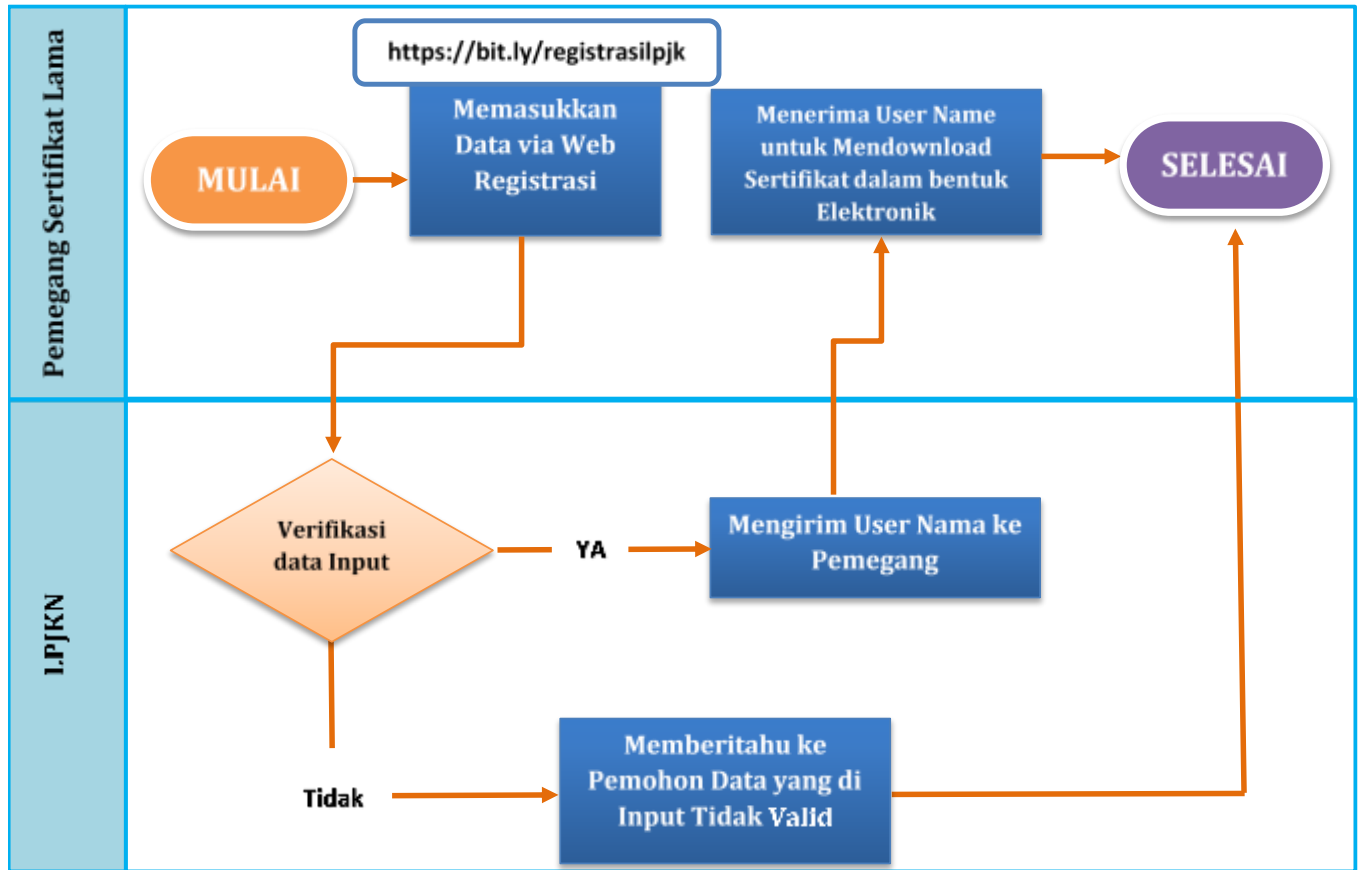 Pemegang Sertifikat Lama
https://bit.ly/registrasilpjk
MULAI
Memasukkan
Data via Web
Registrasi
Menerima User Name
untuk Mendownload
Sertifikat dalam bentuk
Elektronik
SELESAI
LPJKN
Verifikasi
data Input
YA
Mengirim User Nama ke
Pemegang
Tidak
Memberitahu ke
Pemohon Data yang di
Input Tidak Valid